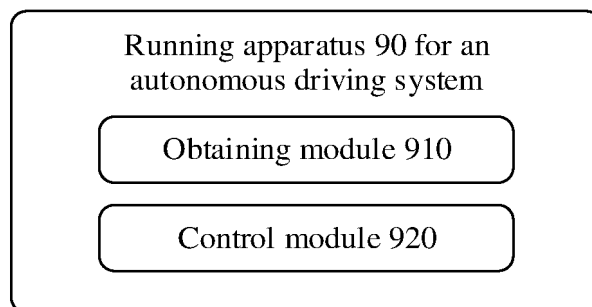 Running apparatus 90 for an
autonomous driving system
Obtaining module 910
Control module 920